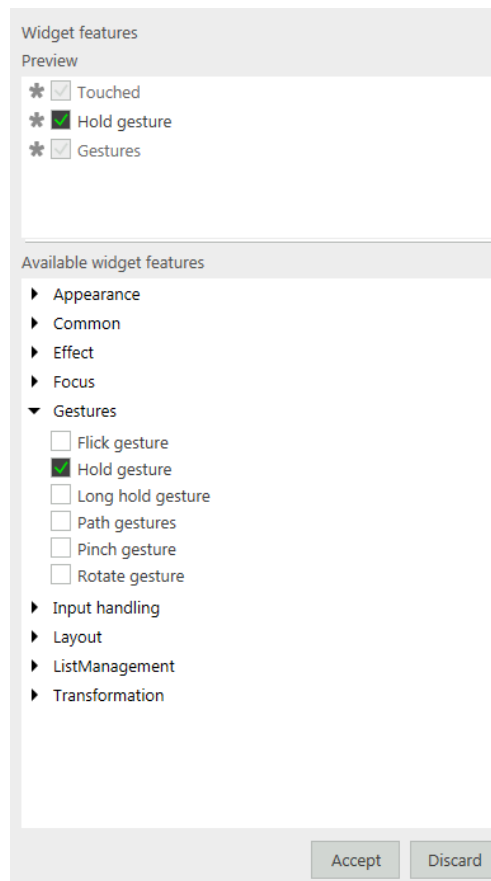 Widget features
Preview
Touched
Hold gesture
Gestures
Available widget features
Appearance
Common
Effect
Focus
Gestures
Flick gesture
Hold gesture
Long hold gesture
Path gestures
Pinch gesture
Rotate gesture
Input handling
Layout
ListManagement
Transformation
Accept Discard